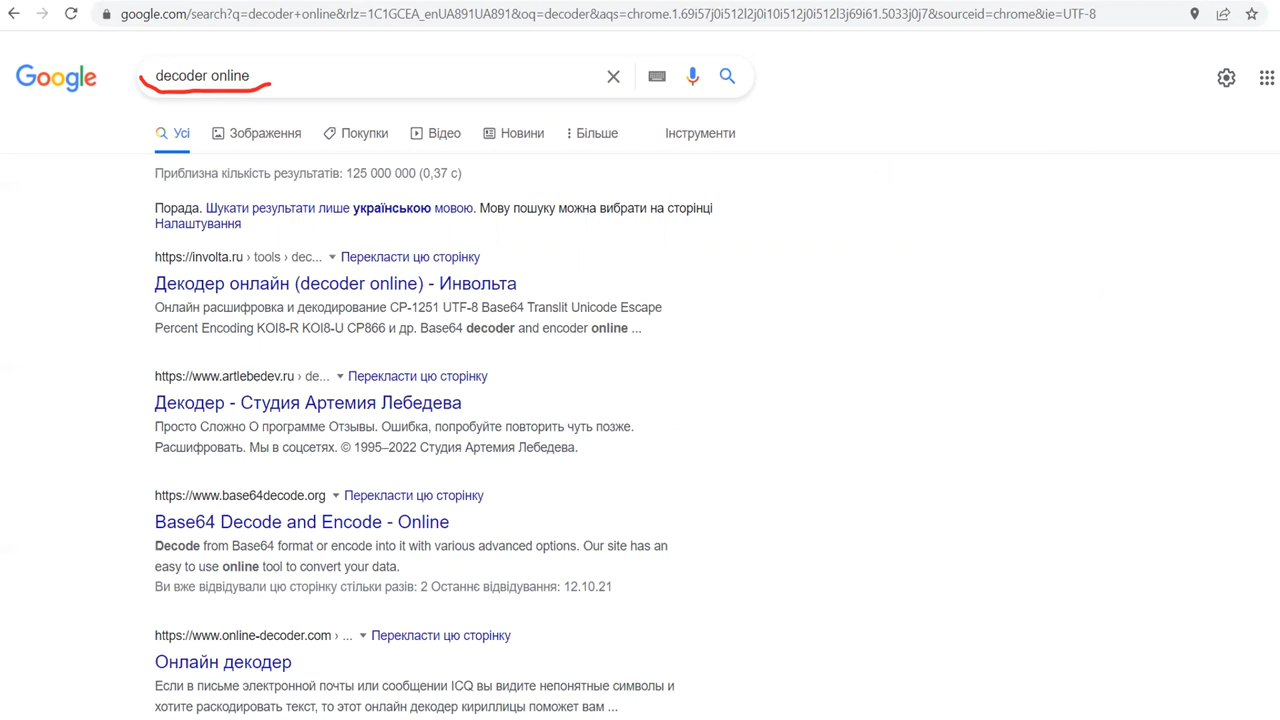 google.com/search?q=decoder+online&rlz=1C1GCEA_enUA891UA891&oq=decoder&aqs=chrome.1.69i57j0i512l2j0i10i512j0i512l3j69i61.5033j0j7&sourceid=chrome&ie=UTF-8
Google
decoder online
Усі Зображення Покупки Відео Новини Більше Інструменти
Приблизна кількість результатів: 125 000 000 (0,37 с)
Порада. Шукати результати лише українською мовою. Мову пошуку можна вибрати на сторінці
Налаштування
https://involta.ru › tools › dec... Перекласти цю сторінку
Декодер онлайн (decoder online) - Инвольта
Онлайн расшифровка и декодирование CP-1251 UTF-8 Base64 Translit Unicode Escape
Percent Encoding KOI8-R KOI8-U CP866 и др. Base64 decoder and encoder online ...
https://www.artlebedev.ru › de... Перекласти цю сторінку
Декодер - Студия Артемия Лебедева
Просто Сложно О программе Отзывы. Ошибка, попробуйте повторить чуть позже.
Расшифровать. Мы в соцсетях. © 1995–2022 Студия Артемия Лебедева.
https://www.base64decode.org Перекласти цю сторінку
Base64 Decode and Encode - Online
Decode from Base64 format or encode into it with various advanced options. Our site has an
easy to use online tool to convert your data.
Ви вже відвідували цю сторінку стільки разів: 2 Останнє відвідування: 12.10.21
https://www.online-decoder.com › ... Перекласти цю сторінку
Онлайн декодер
Если в письме электронной почты или сообщении ICQ вы видите непонятные символы и
хотите раскодировать текст, то этот онлайн декодер кириллицы поможет вам ...